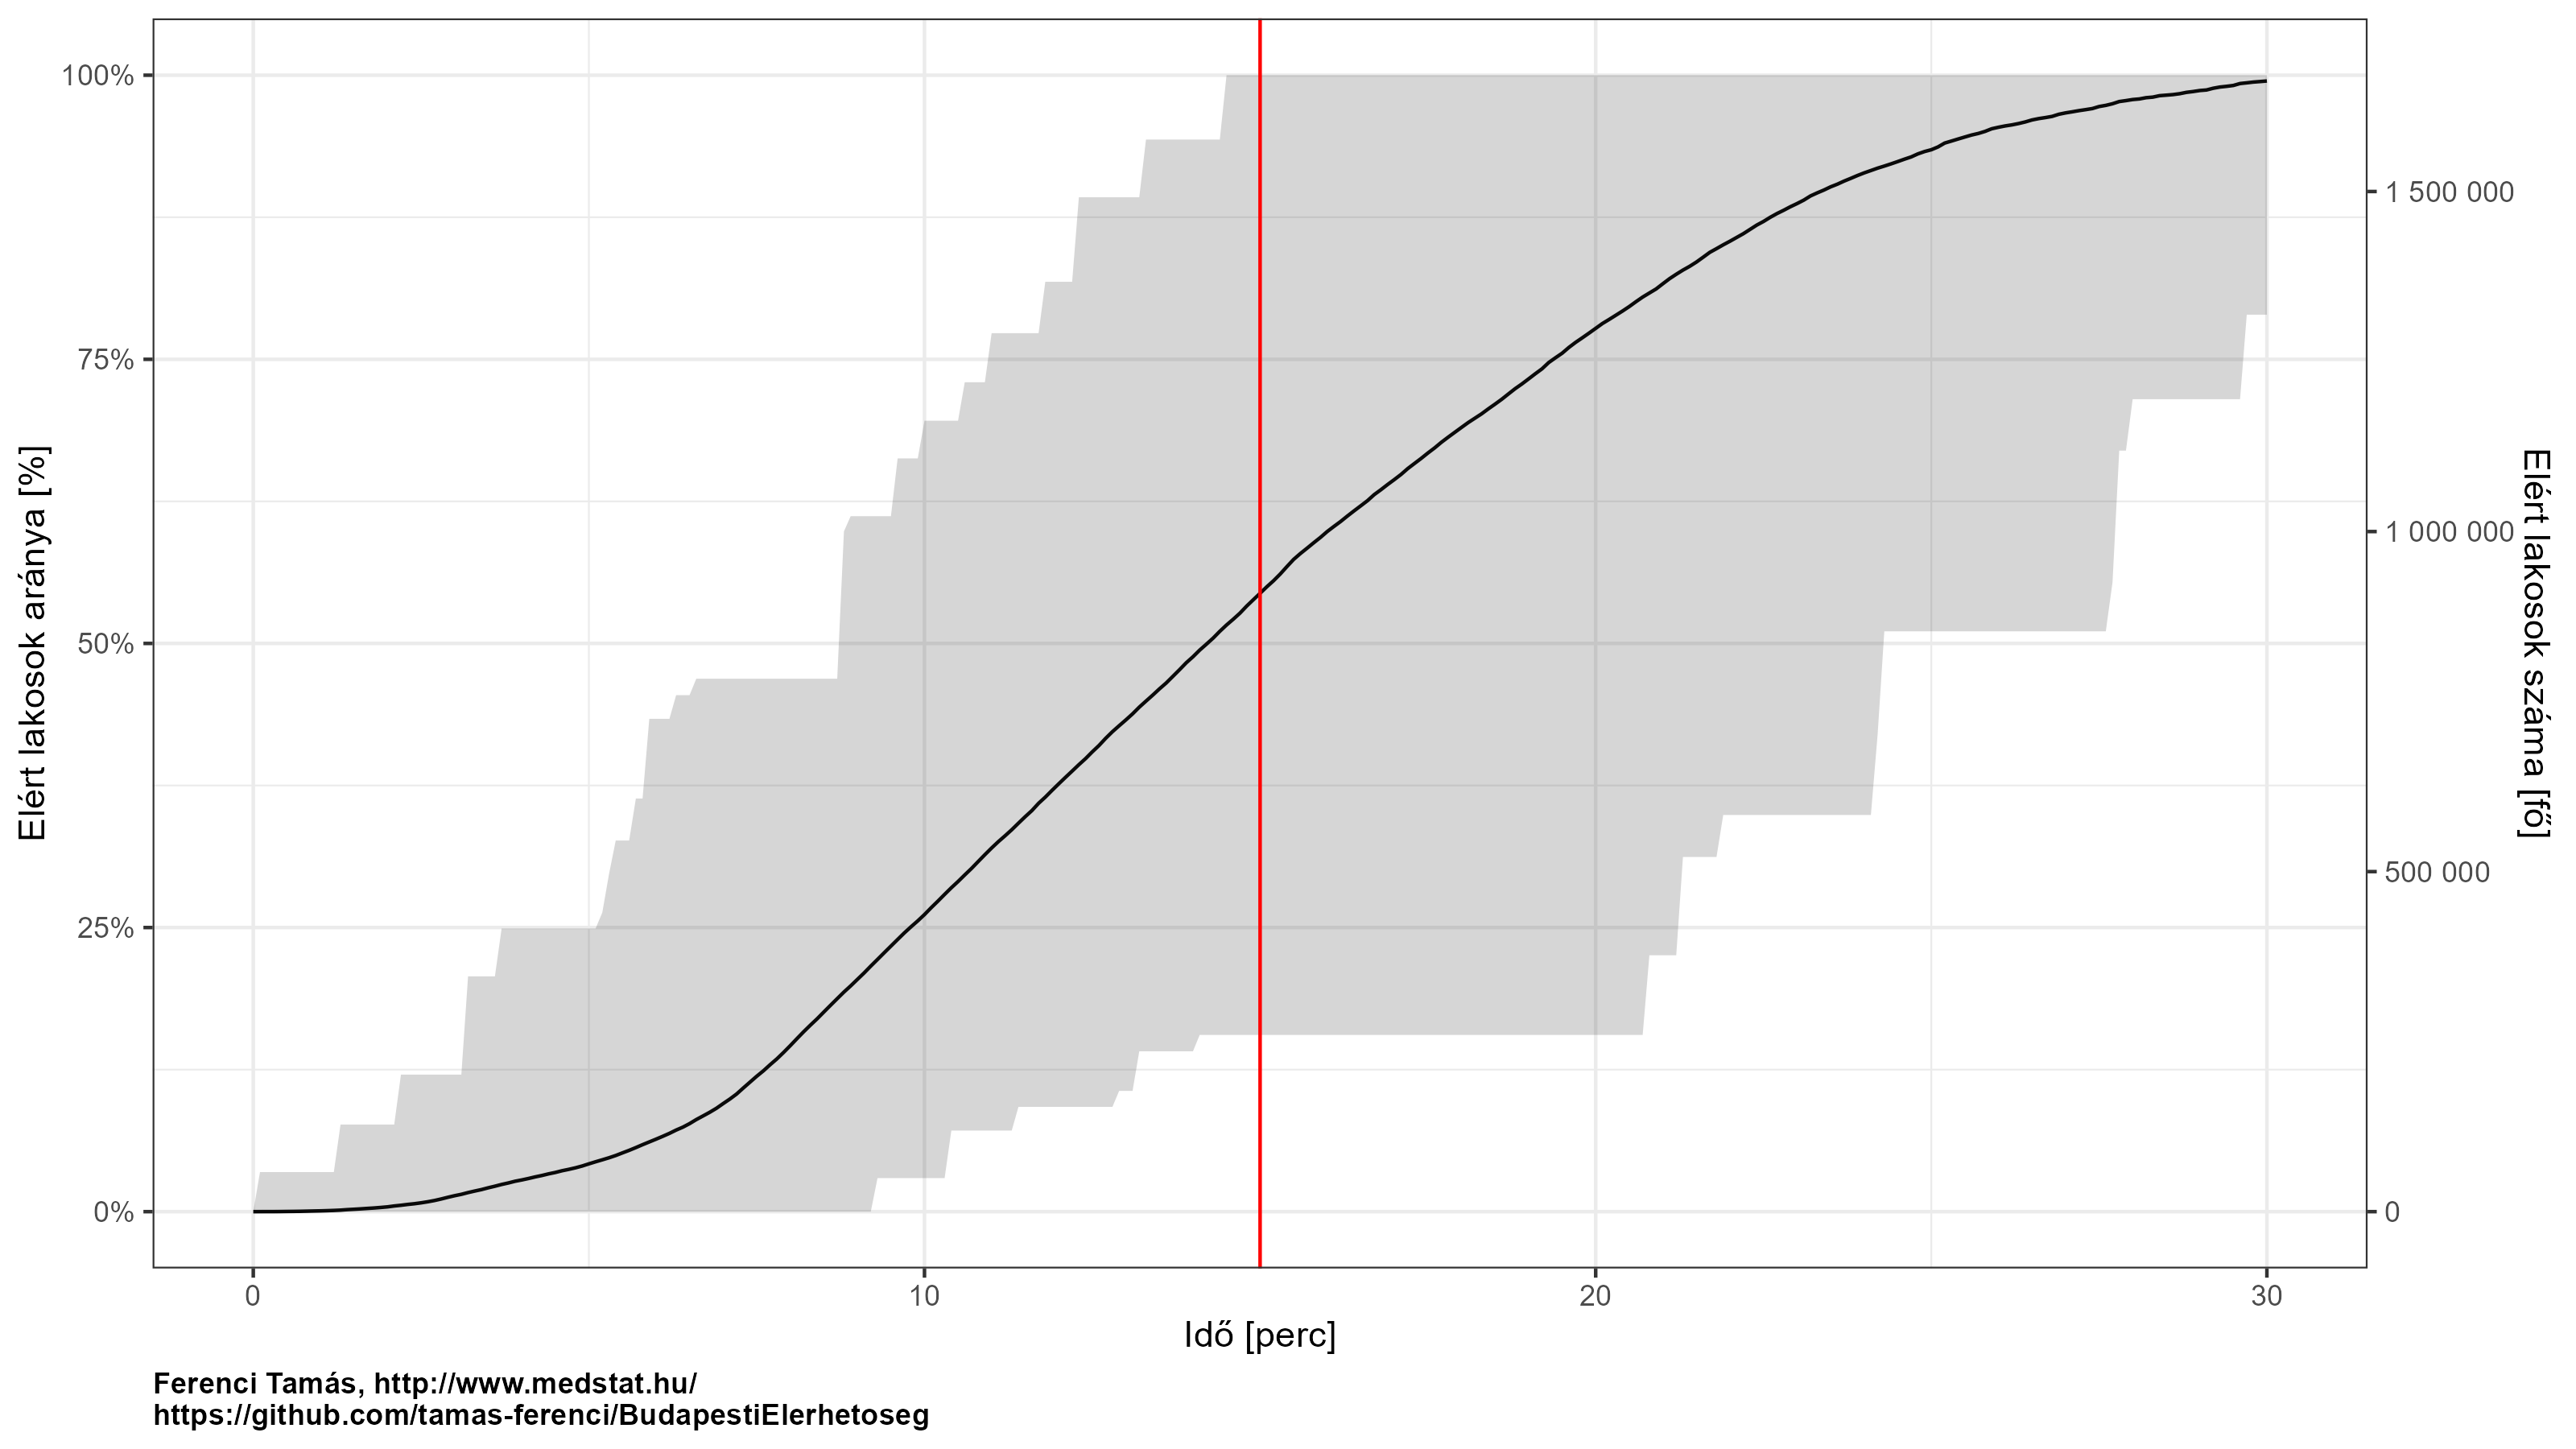 Elért lakosok aránya [%]
100%
75%
50%
25%
0%
1 500 000
1 000 000
500 000
0
Elért lakosok száma [fő]
0
10
20
30
Idő [perc]
Ferenci Tamás, http://www.medstat.hu/
https://github.com/tamas-ferenci/BudapestiElerhetoseg